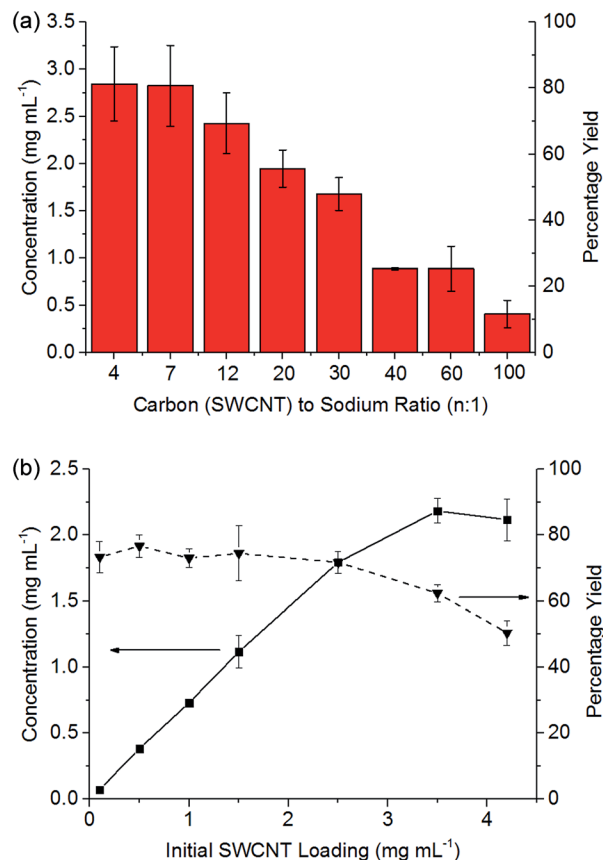 (a)
3.5
3.0
2.5
2.0
1.5
1.0
0.5
0.0
Concentration (mg mL⁻¹)
100
80
60
40
20
0
Percentage Yield
4 7 12 20 30 40 60 100
Carbon (SWCNT) to Sodium Ratio (n:1)
(b)
2.5
2.0
1.5
1.0
0.5
0.0
Concentration (mg mL⁻¹)
100
80
60
40
20
0
Percentage Yield
0 1 2 3 4
Initial SWCNT Loading (mg mL⁻¹)